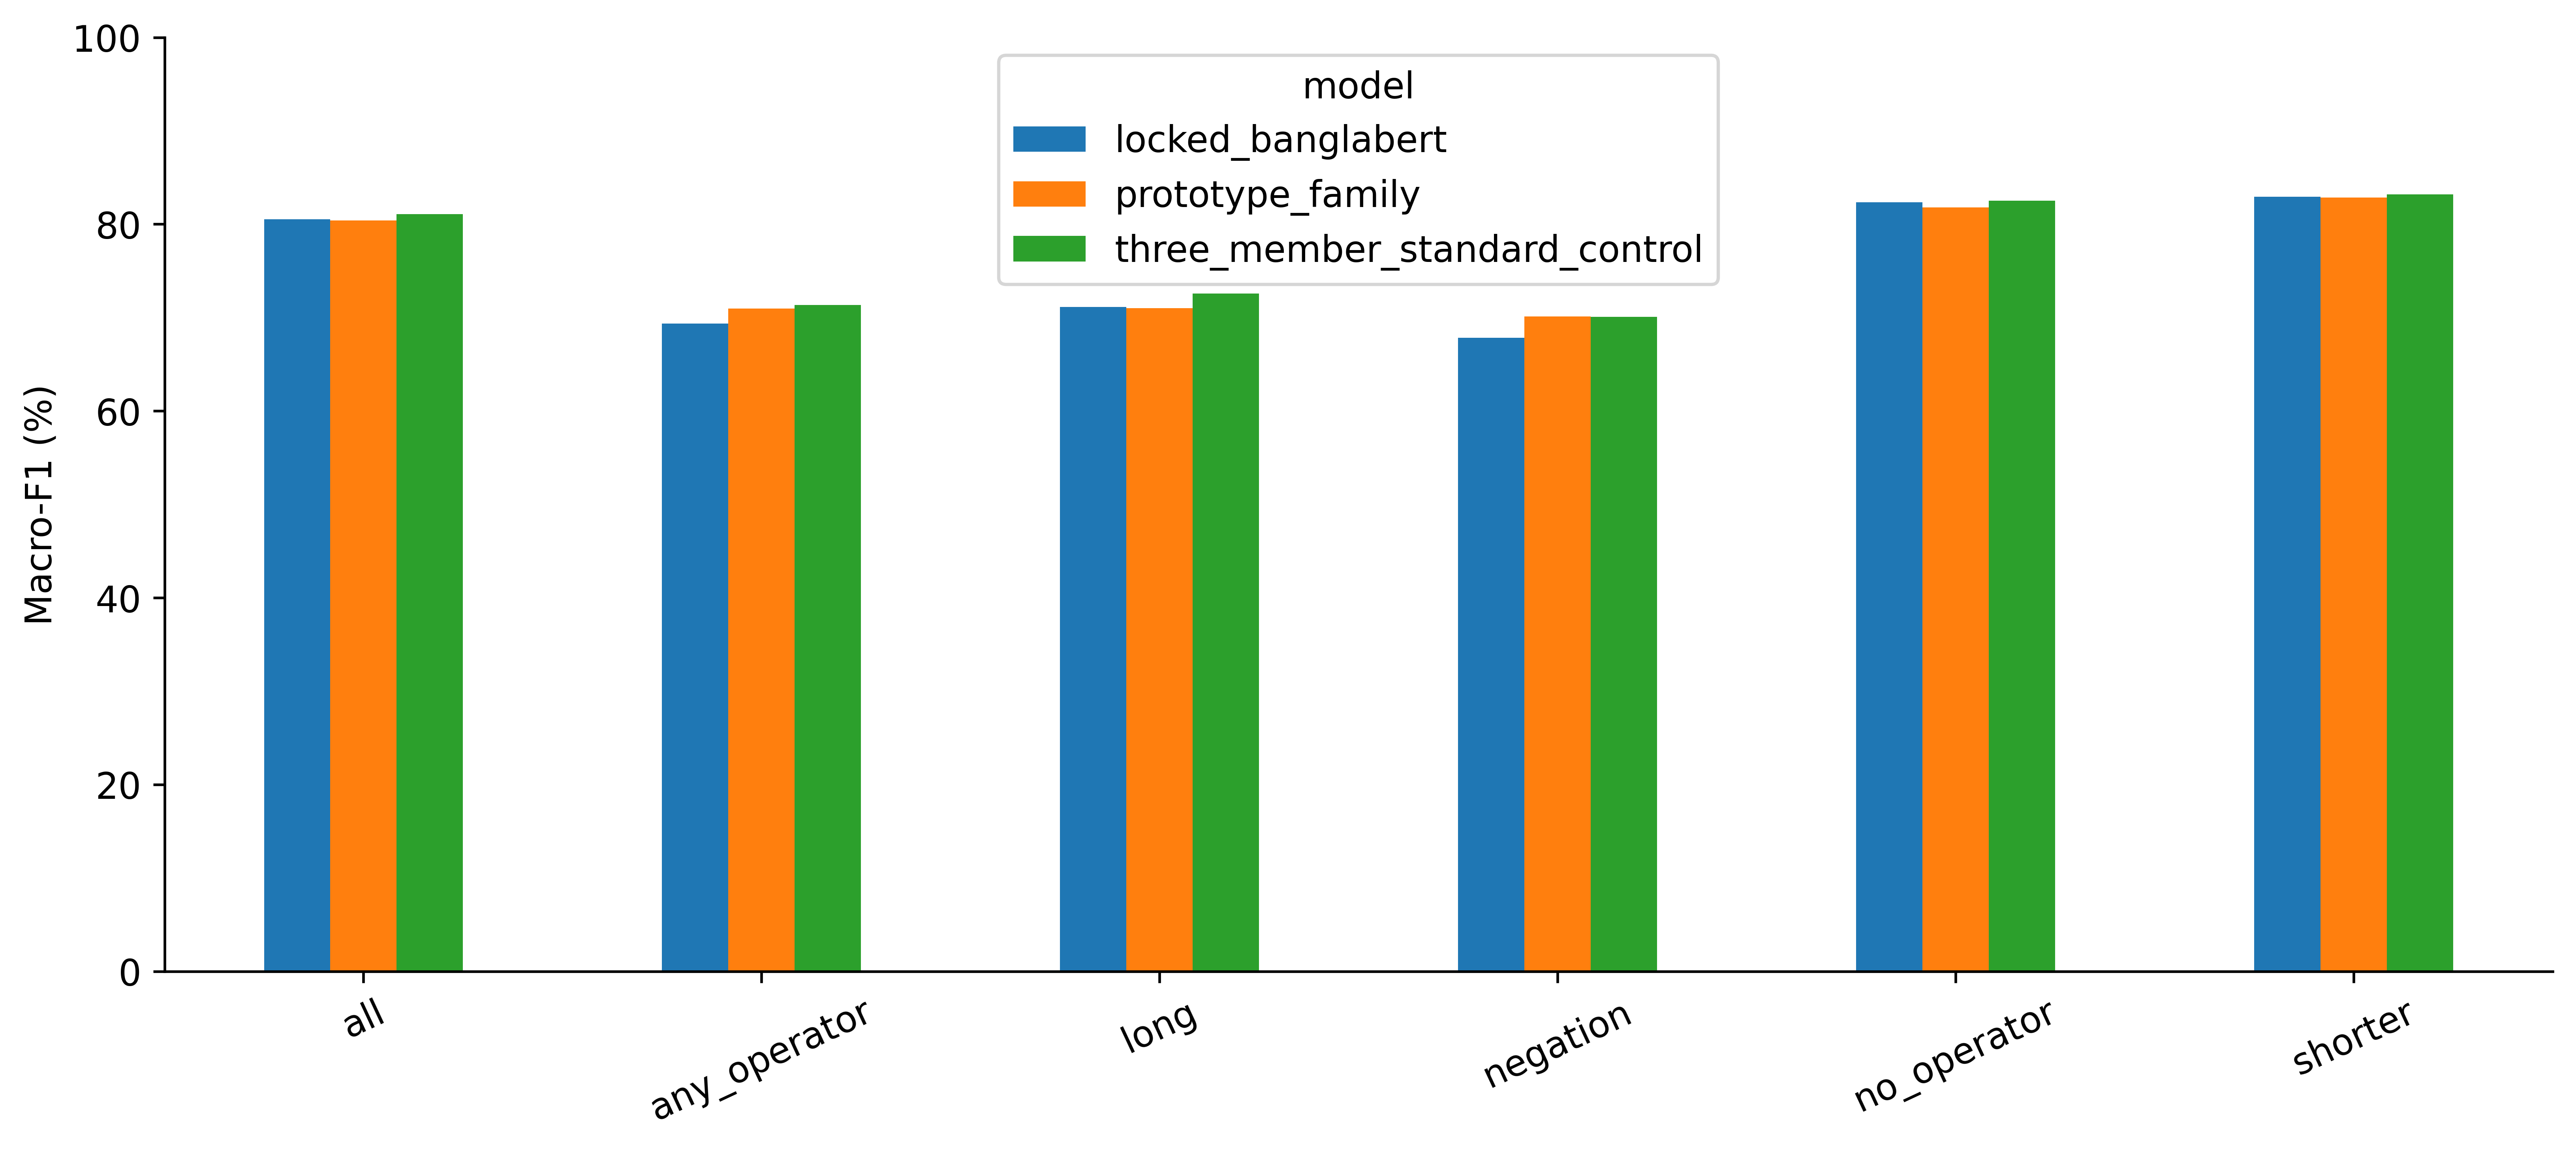 100
80
60
40
20
0
Macro-F1 (%)
model
locked_banglabert
prototype_family
three_member_standard_control
all
any_operator
long
negation
no_operator
shorter